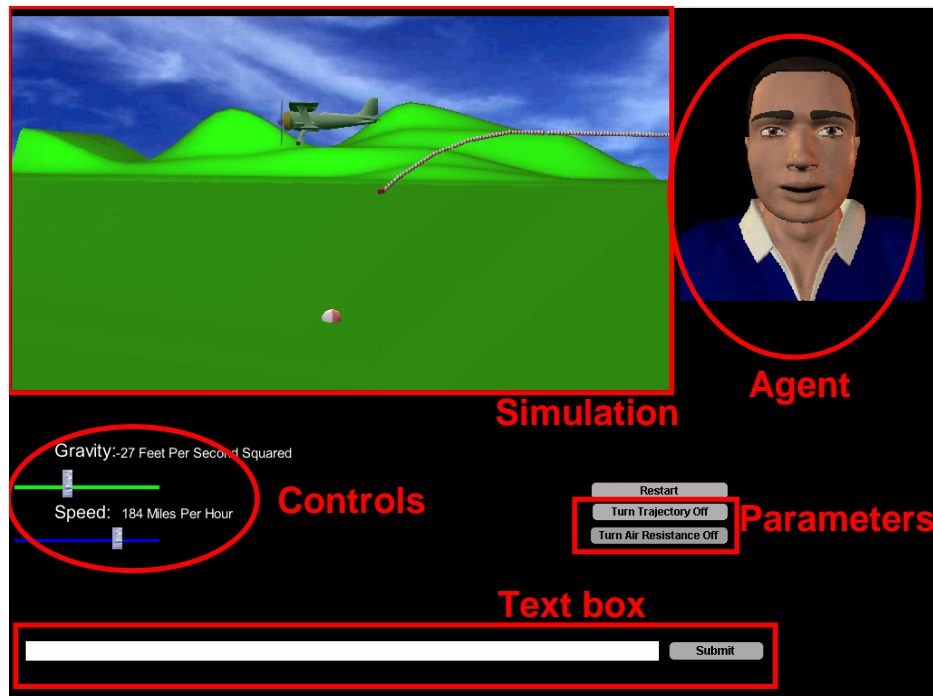 Agent
Simulation
Gravity:-27 Feet Per Second Squared
Controls
Speed: 184 Miles Per Hour
Restart
Turn Trajectory Off
Parameters
Turn Air Resistance Off
Text box
Submit